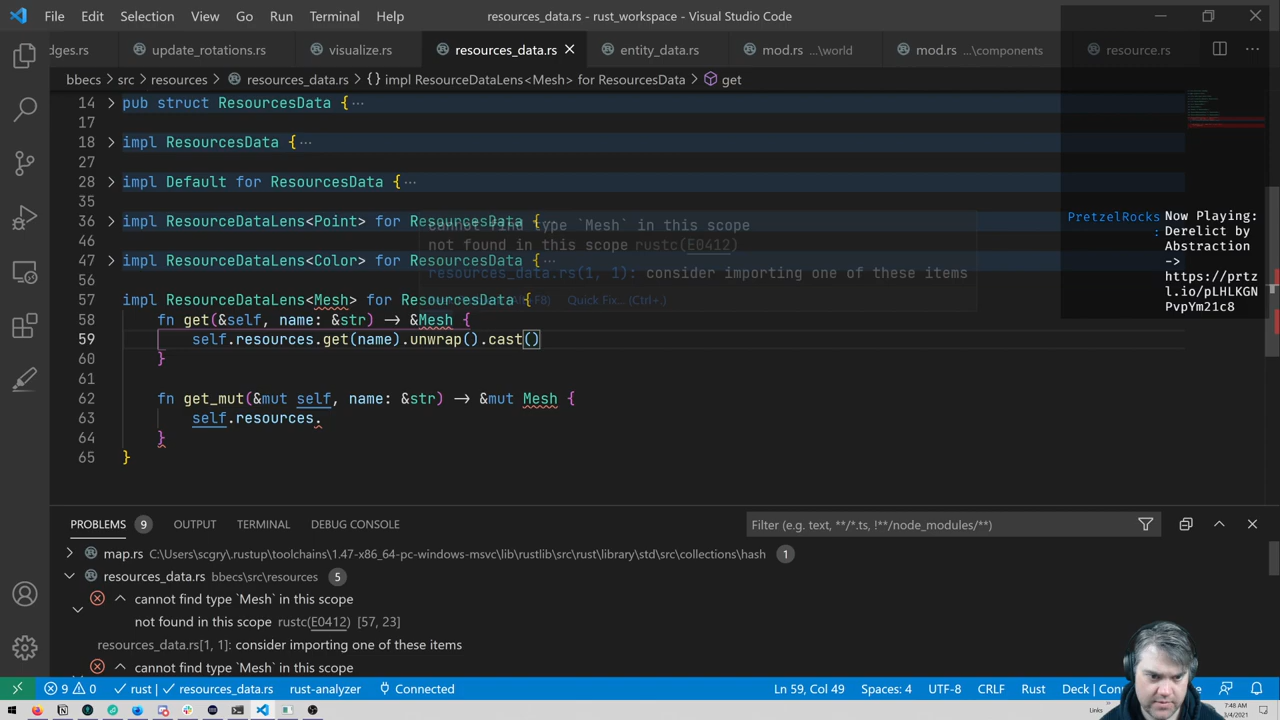 File Edit Selection View Go Run Terminal Help
resources_data.rs - rust_workspace - Visual Studio Code
dges.rs update_rotations.rs visualize.rs resources_data.rs entity_data.rs mod.rs ...\world mod.rs ...\components resource.rs
bbecs > src > resources > resources_data.rs > {} impl ResourceDataLens<Mesh> for ResourcesData > get
14 pub struct ResourcesData {...
17
18 impl ResourcesData {...
27
28 impl Default for ResourcesData {...
35
36 impl ResourceDataLens<Point> for ResourcesData {...
46
47 impl ResourceDataLens<Color> for ResourcesData {...
56
57 impl ResourceDataLens<Mesh> for ResourcesData {
58 fn get(&self, name: &str) -> &Mesh {
59 self.resources.get(name).unwrap().cast()
60 }
61
62 fn get_mut(&mut self, name: &str) -> &mut Mesh {
63 self.resources.
64 }
65 }
cannot find type `Mesh` in this scope
not found in this scope rustc(E0412)
resources_data.rs(1, 1): consider importing one of these items
Quick Fix... (Ctrl+.)
PretzelRocks
: Now Playing:
Derelict by
Abstraction
->
https://prt
zl.io/pLHLKGN
PvpYm21c8
PROBLEMS 9 OUTPUT TERMINAL DEBUG CONSOLE
Filter (e.g. text, **/*.ts, !**/node_modules/**)
map.rs C:\Users\scgry\.rustup\toolchains\1.47-x86_64-pc-windows-msvc\lib\rustlib\src\rust\library\std\src\collections\hash 1
resources_data.rs bbecs\src\resources 5
cannot find type `Mesh` in this scope
not found in this scope rustc(E0412) [57, 23]
resources_data.rs[1, 1]: consider importing one of these items
cannot find type `Mesh` in this scope
9 0 rust | resources_data.rs rust-analyzer Connected Ln 59, Col 49 Spaces: 4 UTF-8 CRLF Rust Deck | Con
Links 7:48 AM
3/4/2021